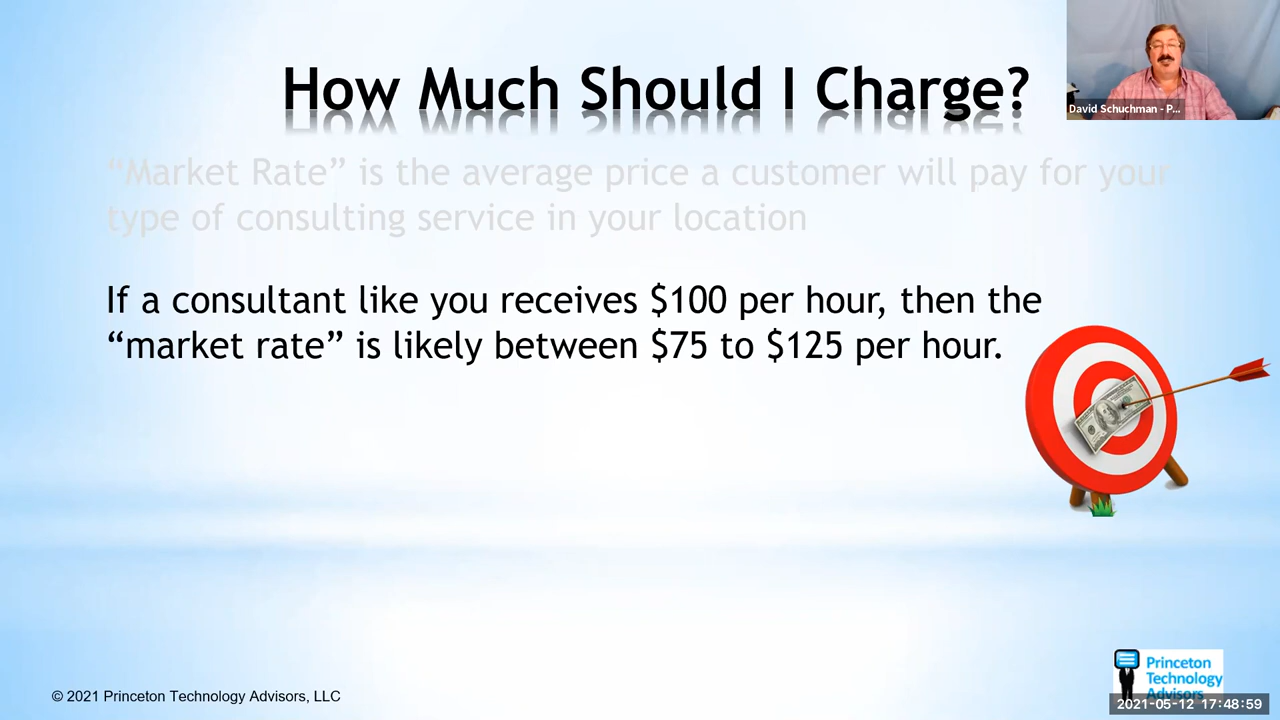 How Much Should I Charge?
David Schuchman - P...
“Market Rate” is the average price a customer will pay for your
type of consulting service in your location
If a consultant like you receives $100 per hour, then the
“market rate” is likely between $75 to $125 per hour.
© 2021 Princeton Technology Advisors, LLC
Princeton
Technology
Advisors
2021-05-12 17:48:59